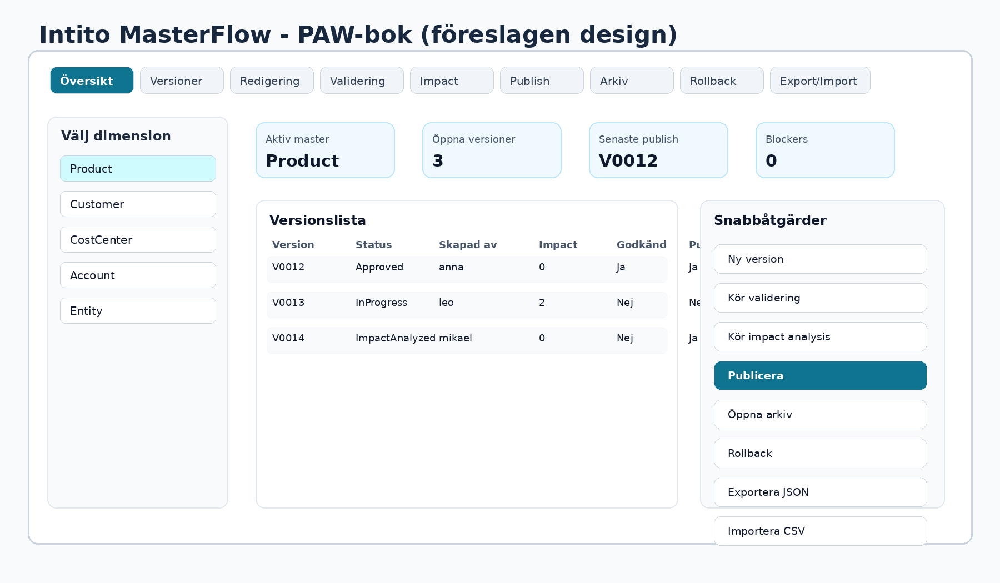 Intito MasterFlow - PAW-bok (föreslagen design)
Översikt Versioner Redigering Validering Impact Publish Arkiv Rollback Export/Import
Välj dimension
Product
Customer
CostCenter
Account
Entity
Aktiv master
Product
Öppna versioner
3
Senaste publish
V0012
Blockers
0
Versionslista
Version Status Skapad av Impact Godkänd Pu
V0012 Approved anna 0 Ja Ja
V0013 InProgress leo 2 Nej Ne
V0014 ImpactAnalyzed mikael 0 Nej Ja
Snabbåtgärder
Ny version
Kör validering
Kör impact analysis
Publicera
Öppna arkiv
Rollback
Exportera JSON
Importera CSV